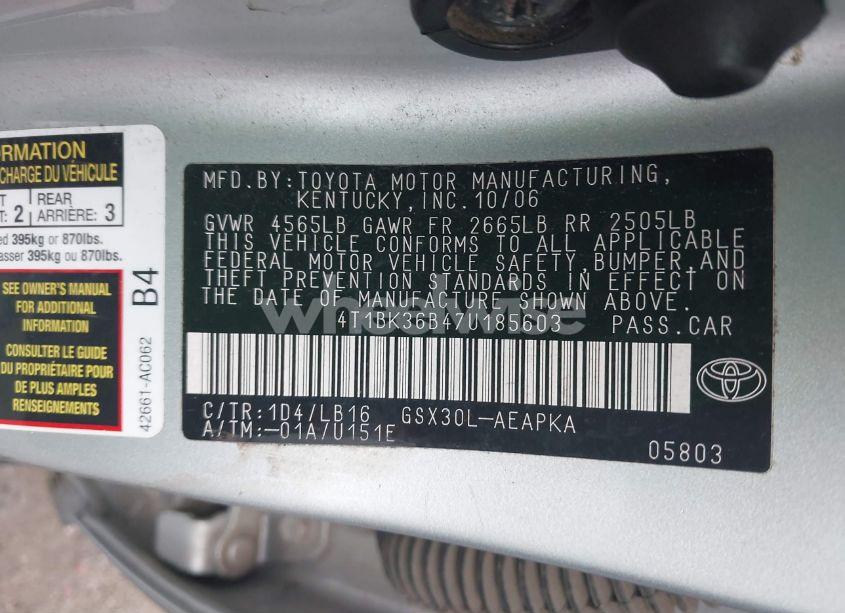 ORMATION
CHARGE DU VÉHICULE
T
T: 2
REAR
ARRIÈRE: 3
ed 395kg or 870lbs.
asser 395kg ou 870lbs.
SEE OWNER'S MANUAL
FOR ADDITIONAL
INFORMATION
CONSULTER LE GUIDE
DU PROPRIÉTAIRE POUR
DE PLUS AMPLES
RENSEIGNEMENTS
B4
42661-AC062
MFD.BY:TOYOTA MOTOR MANUFACTURING,
KENTUCKY,INC.10/06
GVWR 4565LB GAWR FR 2665LB RR 2505LB
THIS VEHICLE CONFORMS TO ALL APPLICABLE
FEDERAL MOTOR VEHICLE SAFETY,BUMPER,AND
THEFT PREVENTION STANDARDS IN EFFECT ON
THE DATE OF MANUFACTURE SHOWN ABOVE.
PASS.CAR
C/TR:1D4/LB16 GSX30L-AEAPKA
A/TM:-01A/U151E
05803